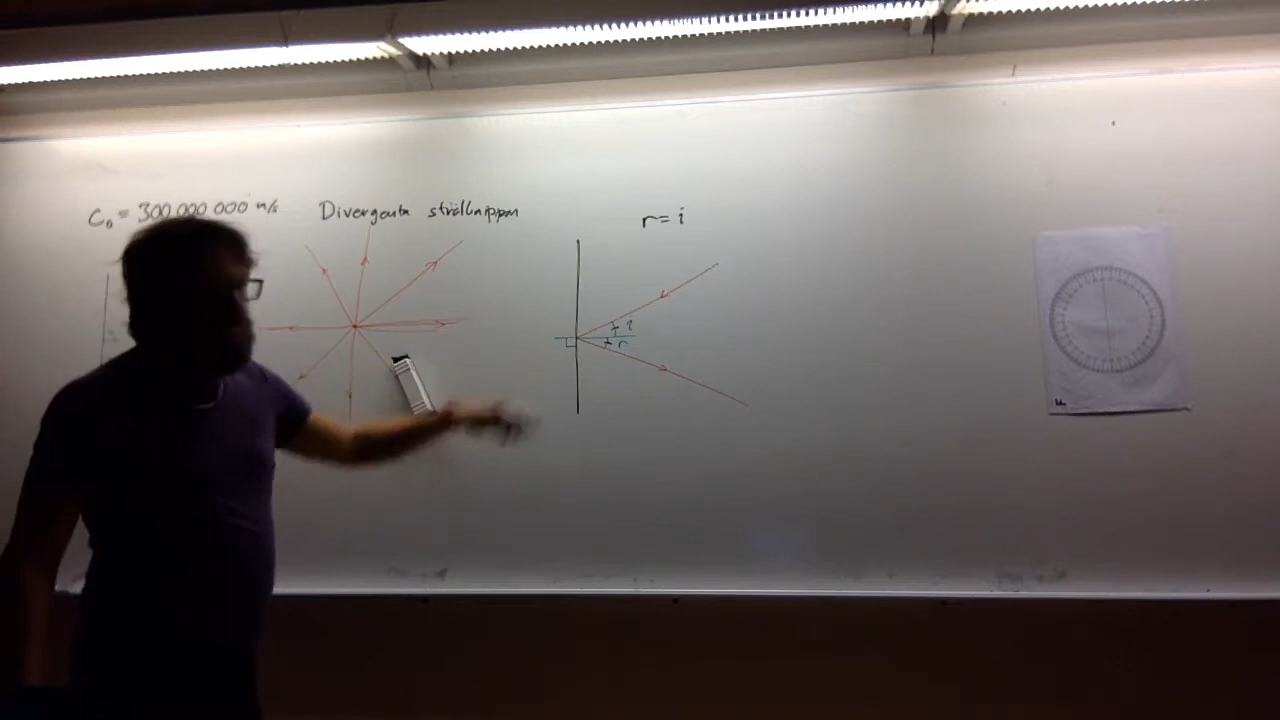 C₀ = 300 000 000 m/s
Divergenta strålknippen
r = i
i
r
F